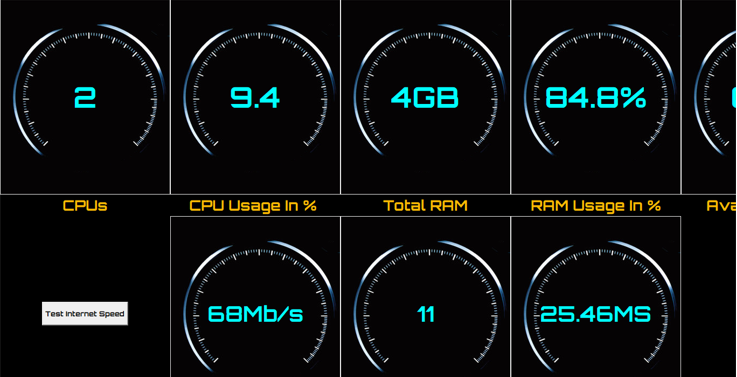 2
9.4
4GB
84.8%
CPUs
CPU Usage In %
Total RAM
RAM Usage In %
Test Internet Speed
68Mb/s
11
25.46MS